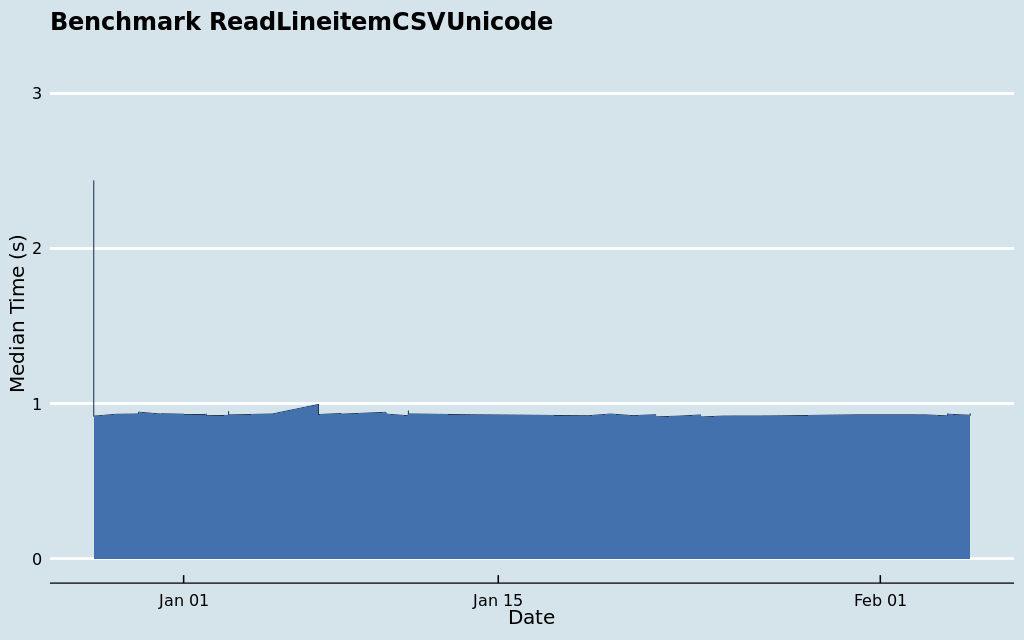 Benchmark ReadLineitemCSVUnicode
3
2
1
0
Median Time (s)
Jan 01
Jan 15
Feb 01
Date